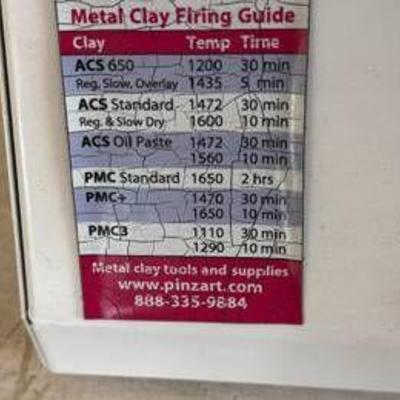 Metal Clay Firing Guide
Clay Temp Time
ACS 650 1200 30 min
Reg, Slow, Overlay 1435 5 min
ACS Standard 1472 30 min
Reg. & Slow Dry 1600 10 min
ACS Oil Paste 1472 30 min
1560 10 min
PMC Standard 1650 2 hrs
PMC+ 1470 30 min
1650 10 min
PMC3 1110 30 min
1290 10 min
Metal clay tools and supplies
www.pinzart.com
888-335-9884